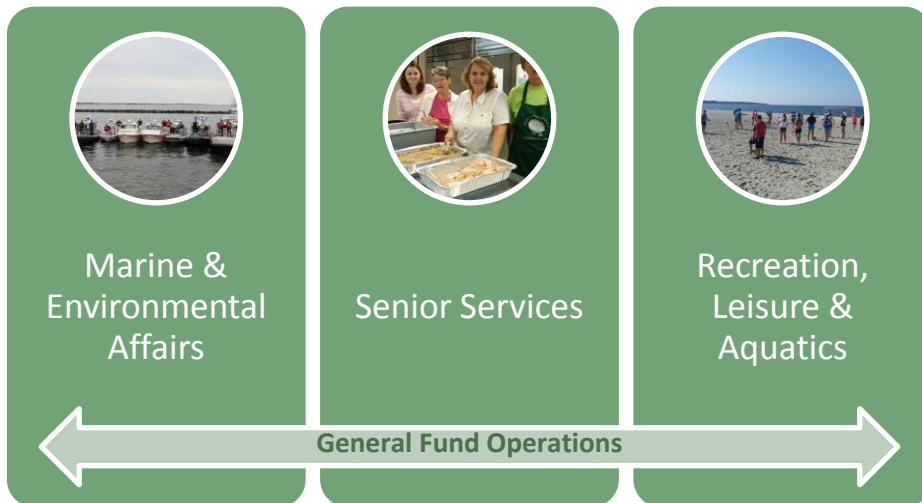 Marine &
Environmental
Affairs
Senior Services
Recreation,
Leisure &
Aquatics
General Fund Operations